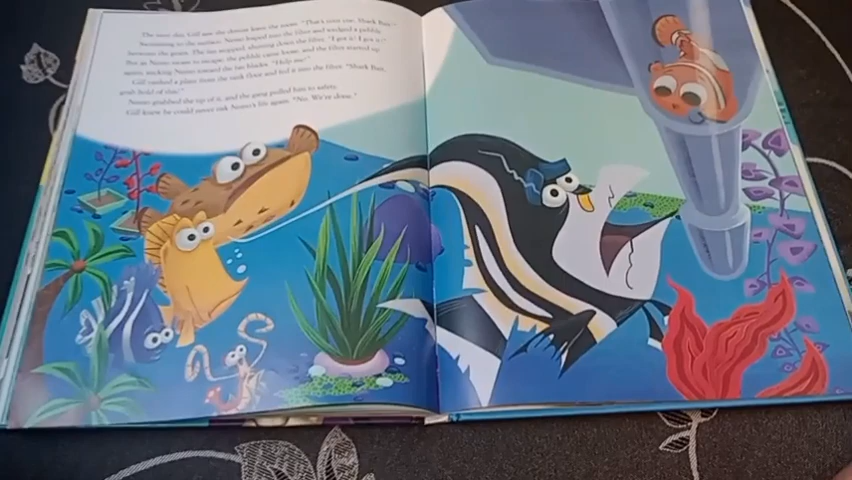 The next day, Gill saw the dentist leave the room. "That's your cue, Shark Bait."
Swimming to the surface, Nemo leaped into the filter and wedged a pebble
between the gears. The fan stopped, shutting down the filter. "I got it! I got it!"
But as Nemo swam to escape, the pebble came loose, and the filter started up
again, sucking Nemo toward the fan blades. "Help me!"
Gill yanked a plant from the tank floor and fed it into the filter. "Shark Bait,
grab hold of this!"
Nemo grabbed the tip of it, and the gang pulled him to safety.
Gill knew he could never risk Nemo's life again. "No. We're done."